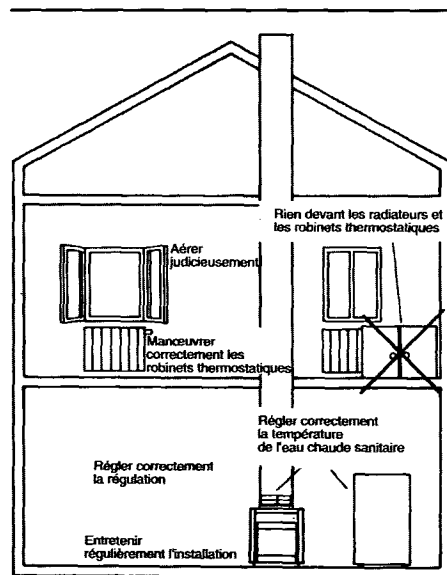 Rien devant les radiateurs et
les robinets thermostatiques
Aérer
judicieusement
Manœuvrer
correctement les
robinets thermostatiques
Régler correctement
la température
de l'eau chaude sanitaire
Régler correctement
la régulation
Entretenir
régulièrement l'installation